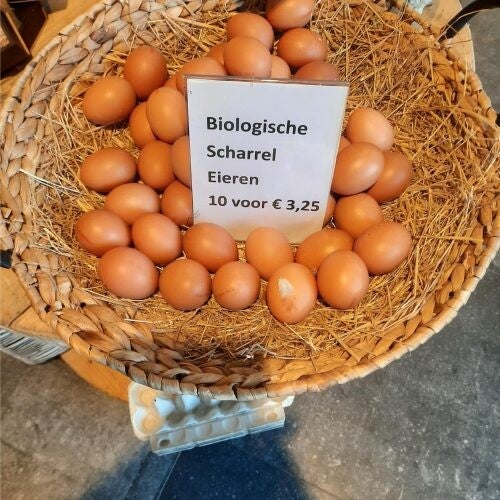 Biologische
Scharrel
Eieren
10 voor € 3,25